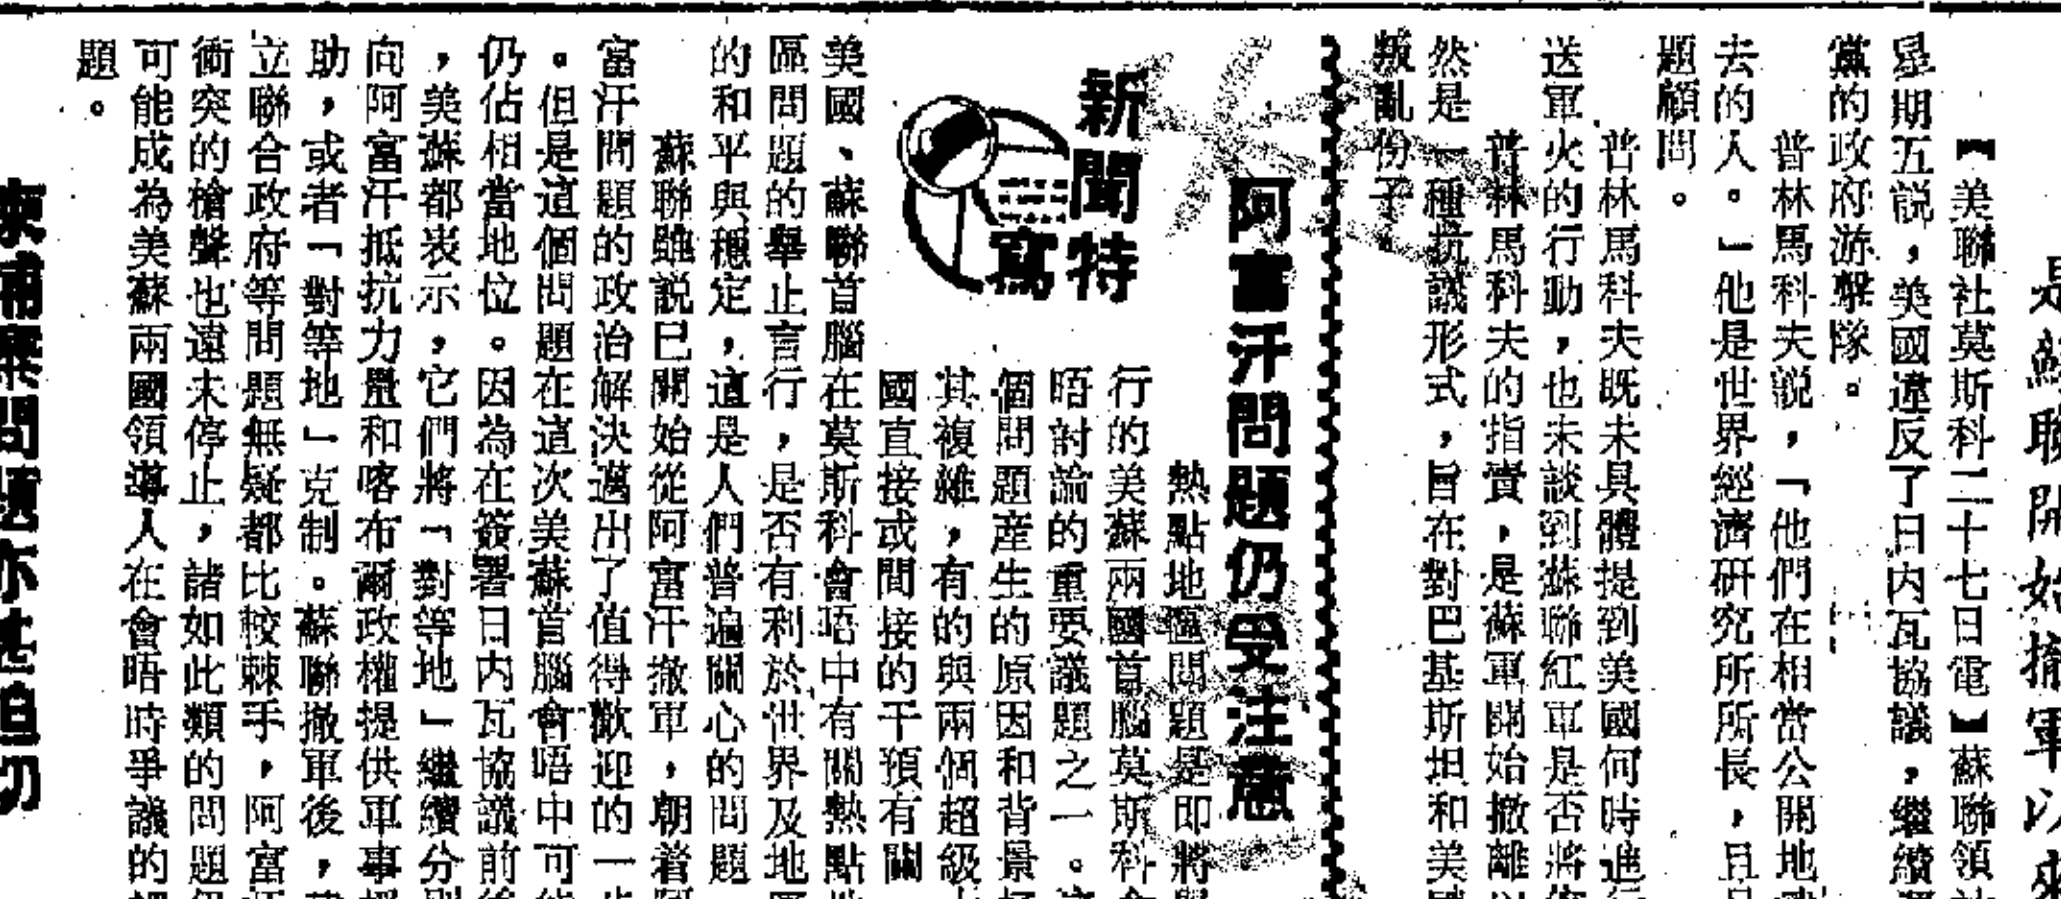 是蘇聯開始撤軍以來
【美聯社莫斯科二十七日電】蘇聯領
星期五説,美國違反了日内瓦協議,繼續
黨的政府游擊隊。
普林馬科夫説,「他們在相當公開地
去的人。」他是世界經濟研究所所長,且
題顧問。
普林馬科夫既未具體提到美國何時進行
送軍火的行動,也未談到蘇聯紅軍是否將
普林馬科夫的指責,是蘇軍開始撤離以
然是一種抗議形式,旨在對巴基斯坦和美國
叛亂份子
阿富汗問題仍受注意
新聞特寫
熱點地區問題是即將
行的美蘇兩國首腦莫斯科會
晤討論的重要議題之一。這
個問題産生的原因和背景極
其複雜,有的與兩個超級大
國直接或間接的干預有關
美國、蘇聯首腦在莫斯科會晤中有關熱點地
區問題的舉止言行,是否有利於世界及地區
的和平與穩定,這是人們普遍關心的問題
蘇聯雖説已開始從阿富汗撤軍,朝着阿
富汗問題的政治解決邁出了值得歡迎的一步
。但是這個問題在這次美蘇首腦會晤中可能
仍佔相當地位。因為在簽署日内瓦協議前後
,美蘇都表示,它們將「對等地」繼續分別
向阿富汗抵抗力量和喀布爾政權提供軍事援
助,或者「對等地」克制。蘇聯撤軍後,建
立聯合政府等問題無疑都比較棘手,阿富汗
衝突的槍聲也遠未停止,諸如此類的問題
可能成為美蘇兩國領導人在會晤時爭議的
題。
柬埔寨問題亦甚迫切